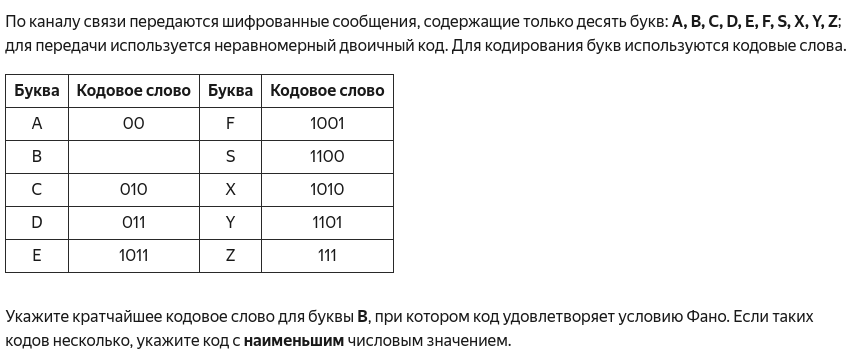 По каналу связи передаются шифрованные сообщения, содержащие только десять букв: A, B, C, D, E, F, S, X, Y, Z;
для передачи используется неравномерный двоичный код. Для кодирования букв используются кодовые слова.
Буква Кодовое слово Буква Кодовое слово
A 00 F 1001
B S 1100
C 010 X 1010
D 011 Y 1101
E 1011 Z 111
Укажите кратчайшее кодовое слово для буквы B, при котором код удовлетворяет условию Фано. Если таких
кодов несколько, укажите код с наименьшим числовым значением.